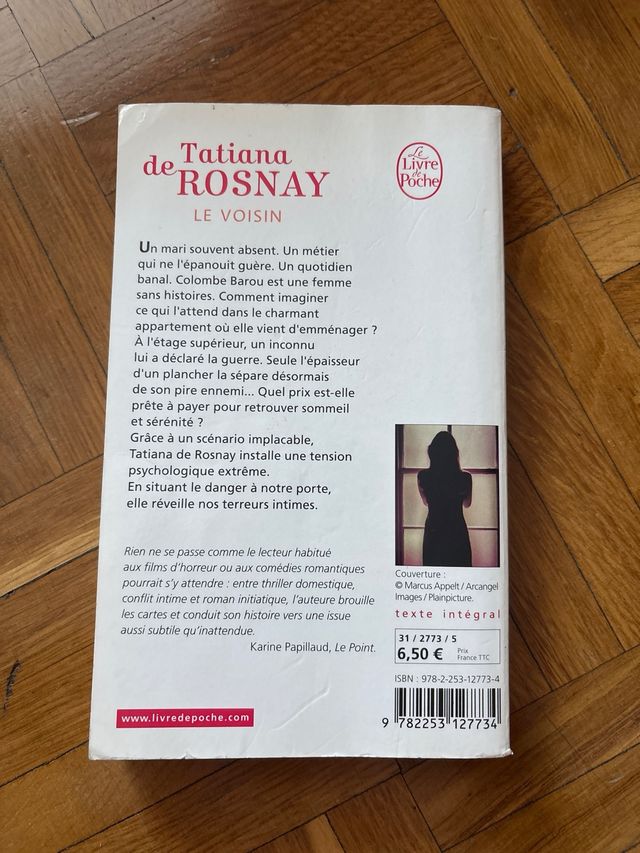 Tatiana
de ROSNAY
LE VOISIN
Le
Livre
de
Poche
Un mari souvent absent. Un métier
qui ne l'épanouit guère. Un quotidien
banal. Colombe Barou est une femme
sans histoires. Comment imaginer
ce qui l'attend dans le charmant
appartement où elle vient d'emménager ?
À l'étage supérieur, un inconnu
lui a déclaré la guerre. Seule l'épaisseur
d'un plancher la sépare désormais
de son pire ennemi... Quel prix est-elle
prête à payer pour retrouver sommeil
et sérénité ?
Grâce à un scénario implacable,
Tatiana de Rosnay installe une tension
psychologique extrême.
En situant le danger à notre porte,
elle réveille nos terreurs intimes.
Rien ne se passe comme le lecteur habitué
aux films d'horreur ou aux comédies romantiques
pourrait s'y attendre : entre thriller domestique,
conflit intime et roman initiatique, l'auteure brouille
les cartes et conduit son histoire vers une issue
aussi subtile qu'inattendue.
Karine Papillaud, Le Point.
www.livredepoche.com
Couverture :
© Marcus Appelt / Arcangel
Images / Plainpicture.
texte intégral
31 / 2773 / 5
6,50 € Prix
France TTC
ISBN : 978-2-253-12773-4
9 782253 127734